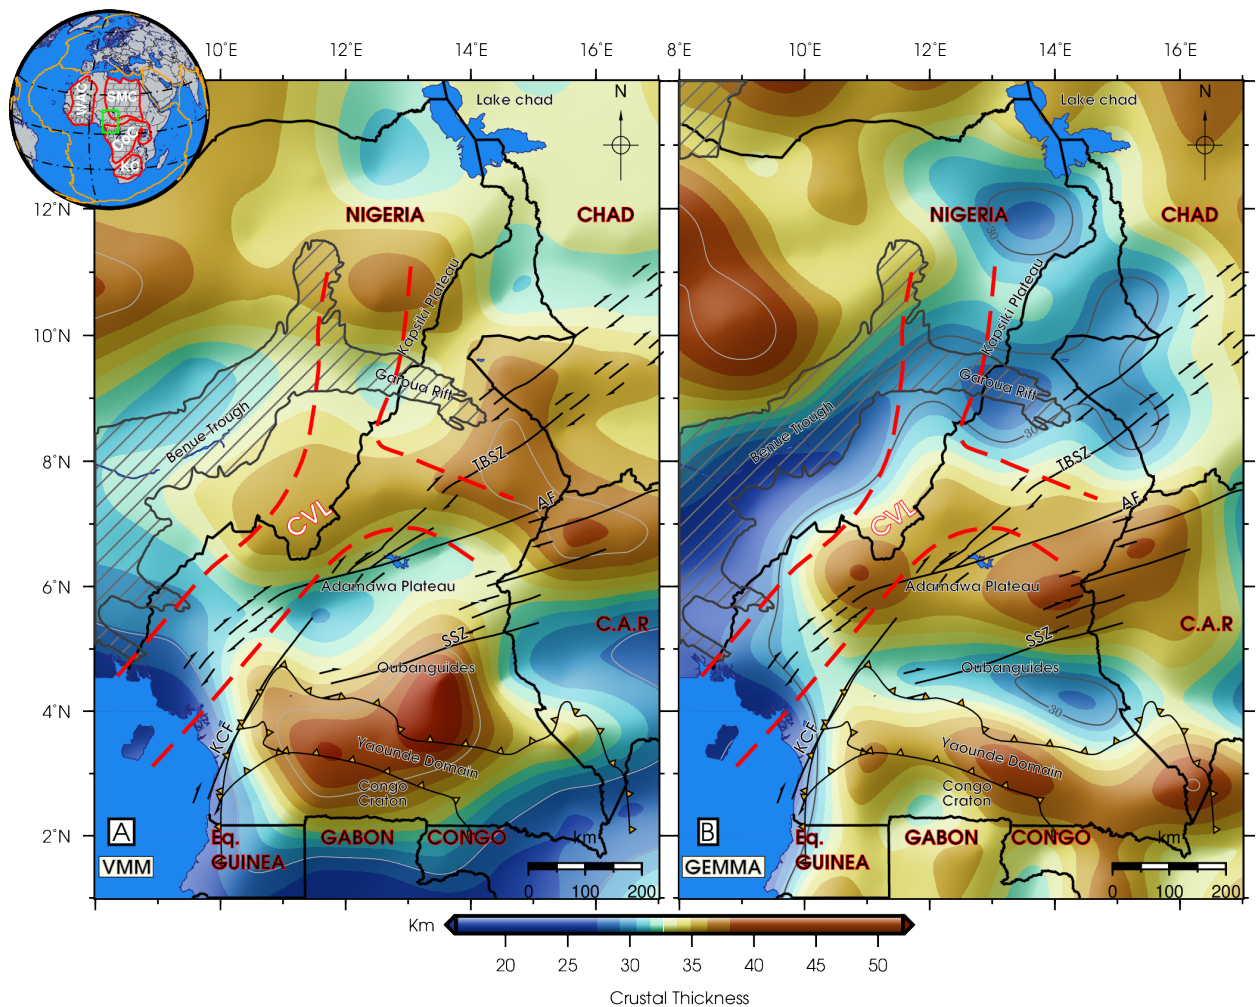 10°E 12°E 14°E 16°E 8°E 10°E 12°E 14°E 16°E
SMC
KC
Lake chad
N
12°N
NIGERIA
CHAD
Kapsiki Plateau
10°N
Garoua Rift
Benue Trough
8°N
TBSZ
AF
CVL
6°N
Adamawa Plateau
C.A.R
SSZ
Oubanguides
4°N
KCF
Yaounde Domain
Congo
Craton
2°N
A
VMM
Eq.
GUINEA
GABON
CONGO
km
0 100 200
Lake chad
N
NIGERIA
CHAD
30
Kapsiki Plateau
Garoua Rift
Benue Trough
30
TBSZ
AF
CVL
Adamawa Plateau
C.A.R
SSZ
Oubanguides
30
KCF
Yaounde Domain
Congo
Craton
B
GEMMA
Eq.
GUINEA
GABON
CONGO
km
0 100 200
Km
20 25 30 35 40 45 50
Crustal Thickness